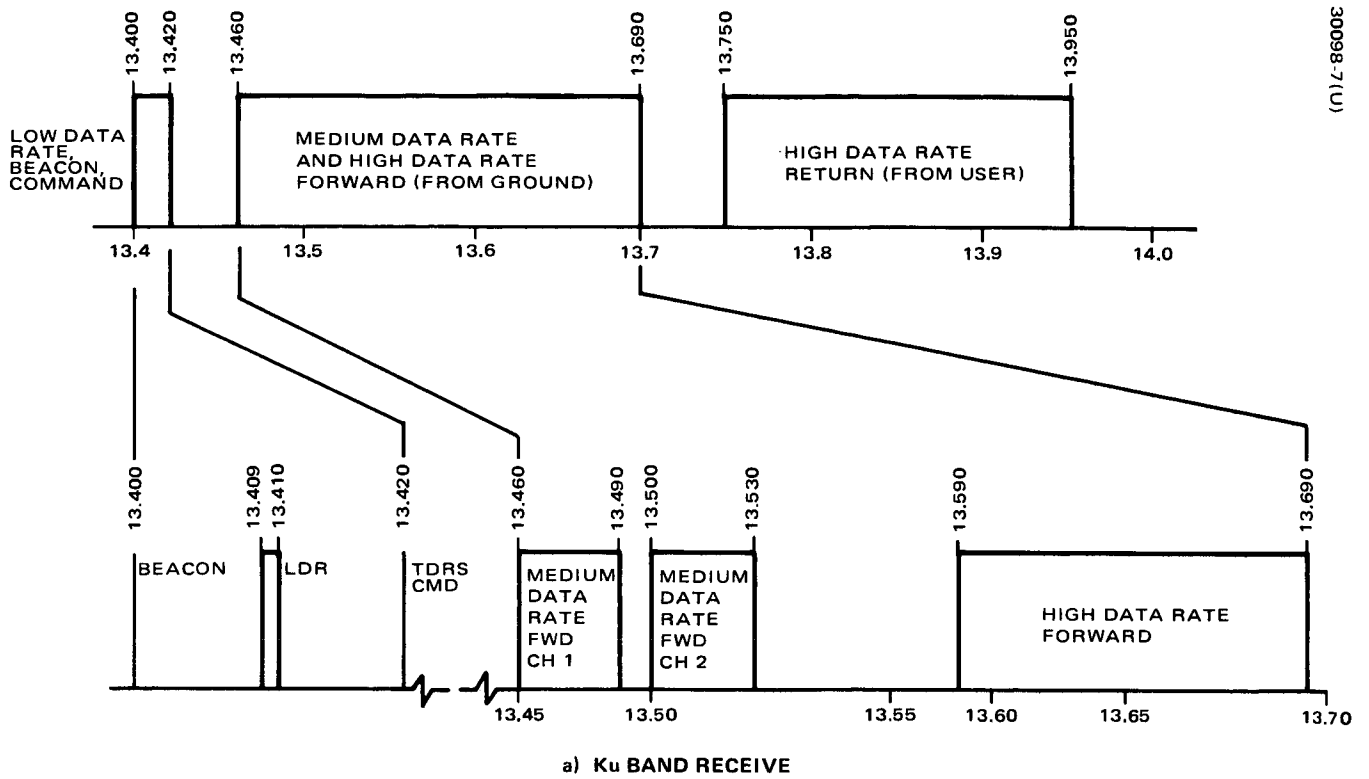 30098-7 (U)
13.400
13.420
13.460
13.690
13.750
13.950
LOW DATA
RATE,
BEACON,
COMMAND
MEDIUM DATA RATE
AND HIGH DATA RATE
FORWARD (FROM GROUND)
HIGH DATA RATE
RETURN (FROM USER)
13.4
13.5
13.6
13.7
13.8
13.9
14.0
13.400
13.409
13.410
13.420
13.460
13.490
13.500
13.530
13.590
13.690
BEACON
LDR
TDRS
CMD
MEDIUM
DATA
RATE
FWD
CH 1
MEDIUM
DATA
RATE
FWD
CH 2
HIGH DATA RATE
FORWARD
13.45
13.50
13.55
13.60
13.65
13.70
a) Ku BAND RECEIVE